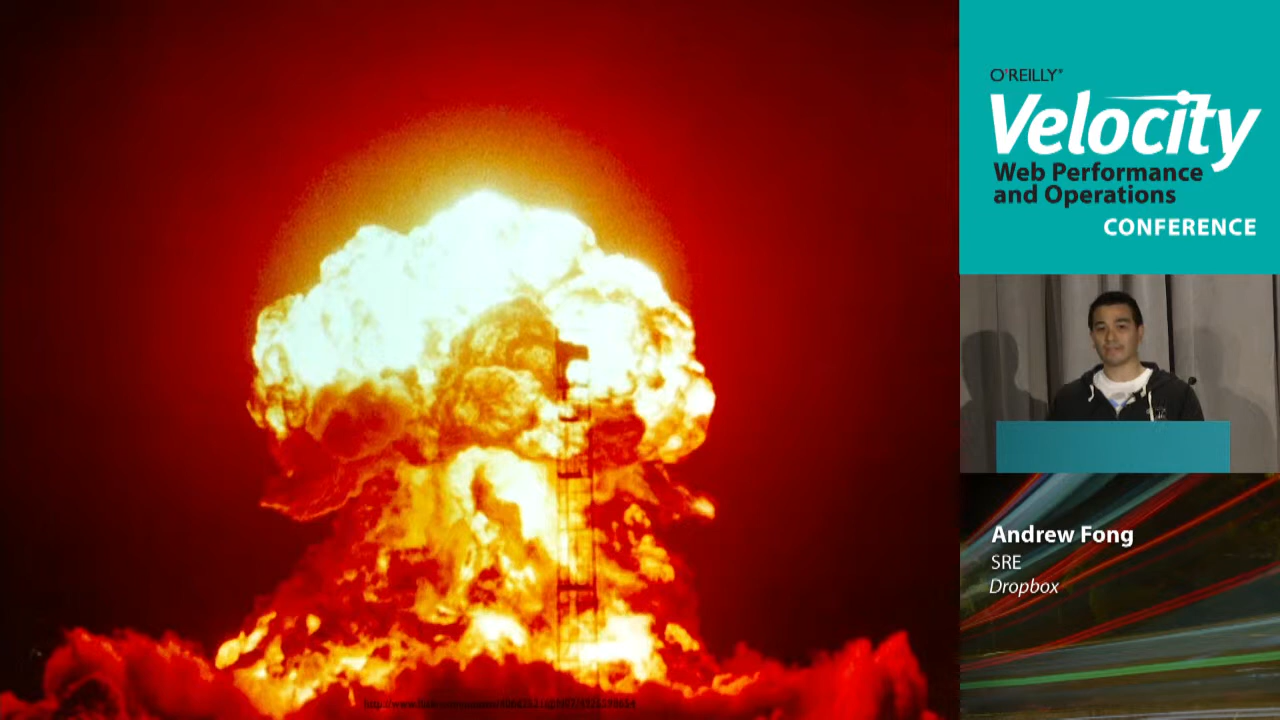 O'REILLY®
Velocity
Web Performance
and Operations
CONFERENCE
Andrew Fong
SRE
Dropbox